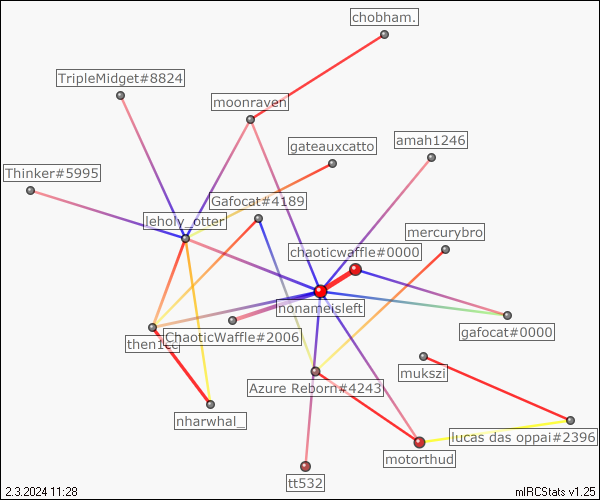 chobham.
TripleMidget#8824
moonraven
amah1246
gateauxcatto
Thinker#5995
Gafocat#4189
leholy_otter
mercurybro
chaoticwaffle#0000
nonameisleft
gafocat#0000
ChaoticWaffle#2006
mukszi
Azure Reborn#4243
nharwhal_
lucas das oppai#2396
motorthud
tt532
2.3.2024 11:28
mIRCStats v1.25